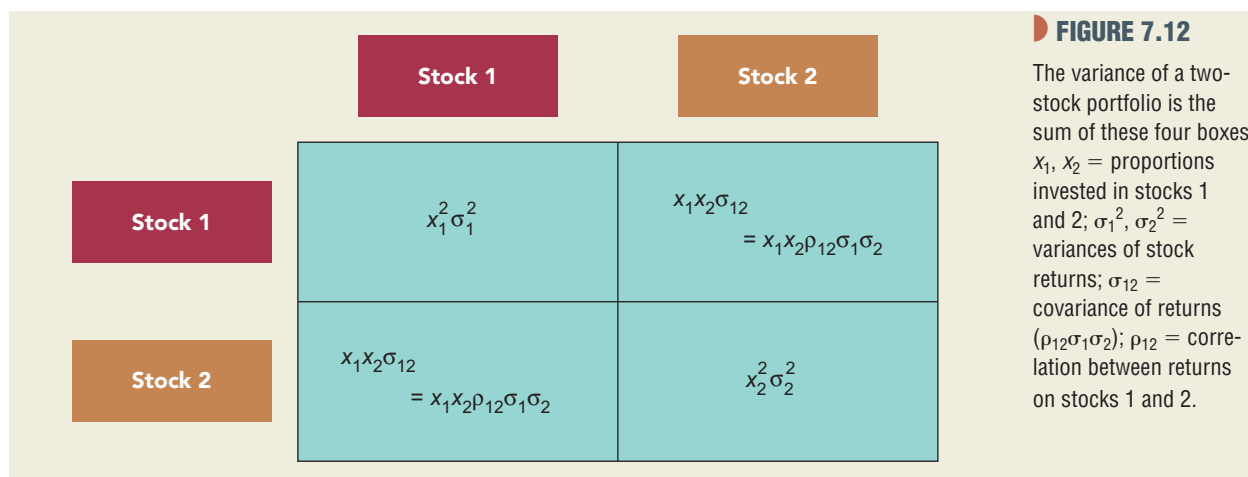 Stock 1
Stock 2
Stock 1
x₁²σ₁²
x₁x₂σ₁₂
= x₁x₂ρ₁₂σ₁σ₂
Stock 2
x₁x₂σ₁₂
= x₁x₂ρ₁₂σ₁σ₂
x₂²σ₂²
FIGURE 7.12
The variance of a two-
stock portfolio is the
sum of these four boxes
x₁, x₂ = proportions
invested in stocks 1
and 2; σ₁², σ₂² =
variances of stock
returns; σ₁₂ =
covariance of returns
(ρ₁₂σ₁σ₂); ρ₁₂ = corre-
lation between returns
on stocks 1 and 2.